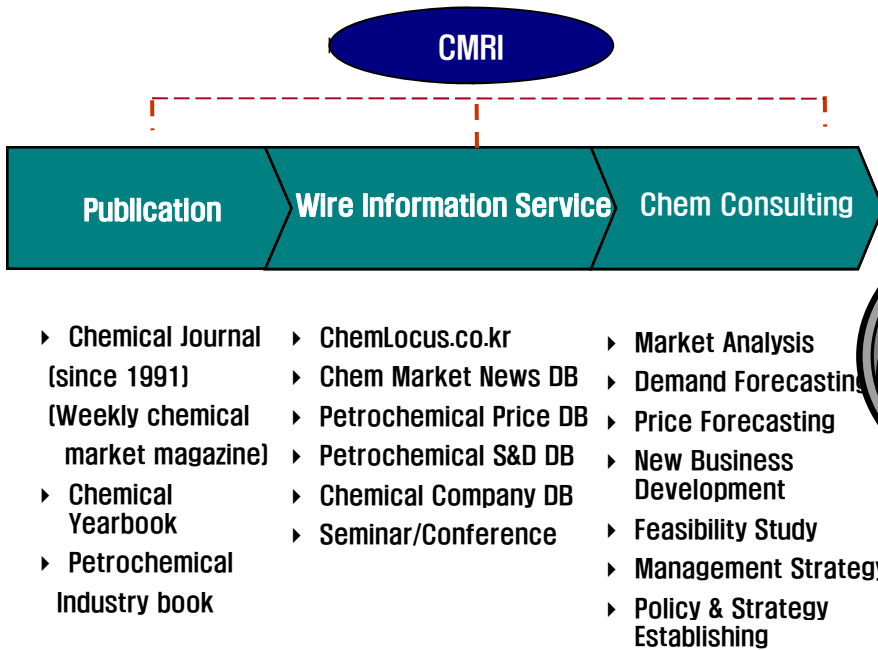 CMRI
Publication
Wire Information Service
Chem Consulting
Chemical Journal
(since 1991)
(Weekly chemical
market magazine)
Chemical
Yearbook
Petrochemical
Industry book
ChemLocus.co.kr
Chem Market News DB
Petrochemical Price DB
Petrochemical S&D DB
Chemical Company DB
Seminar/Conference
Market Analysis
Demand Forecasting
Price Forecasting
New Business
Development
Feasibility Study
Management Strategy
Policy & Strategy
Establishing